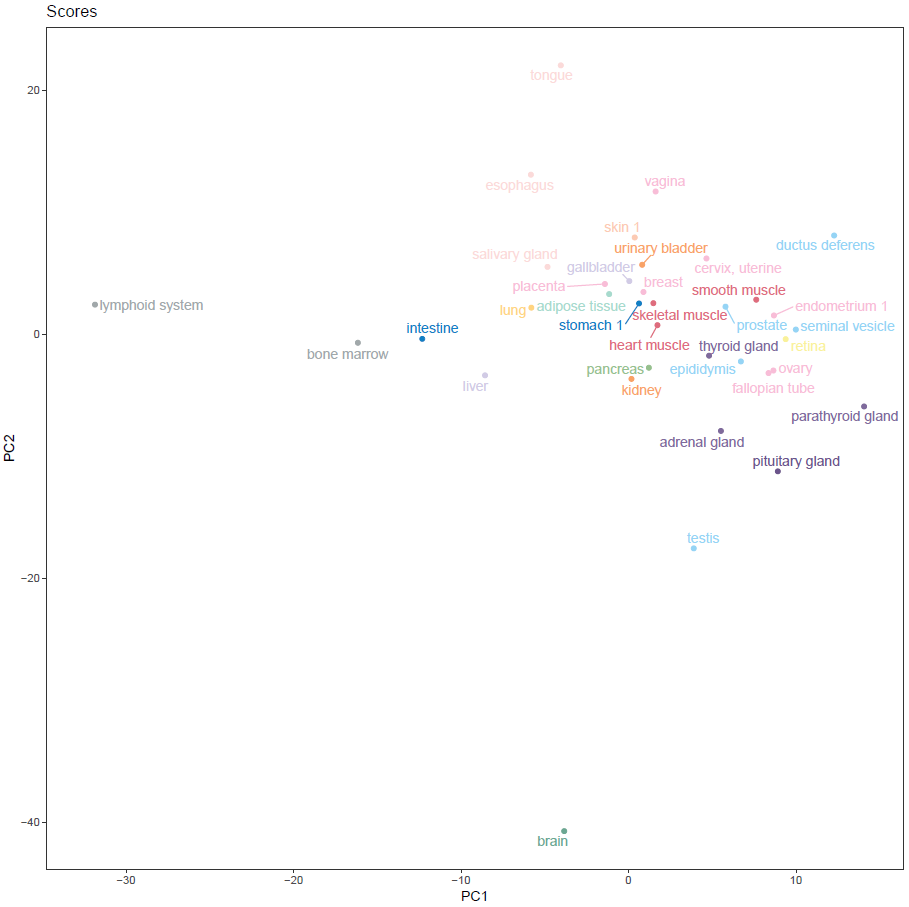 Scores
20
0
−20
−40
PC2
tongue
esophagus
vagina
skin 1
ductus deferens
urinary bladder
salivary gland
gallbladder
cervix, uterine
breast
placenta
smooth muscle
lymphoid system
adipose tissue
endometrium 1
lung
skeletal muscle
stomach 1
prostate
seminal vesicle
intestine
heart muscle
thyroid gland
retina
bone marrow
pancreas
epididymis
ovary
liver
kidney
fallopian tube
parathyroid gland
adrenal gland
pituitary gland
testis
brain
−30
−20
−10
0
10
PC1